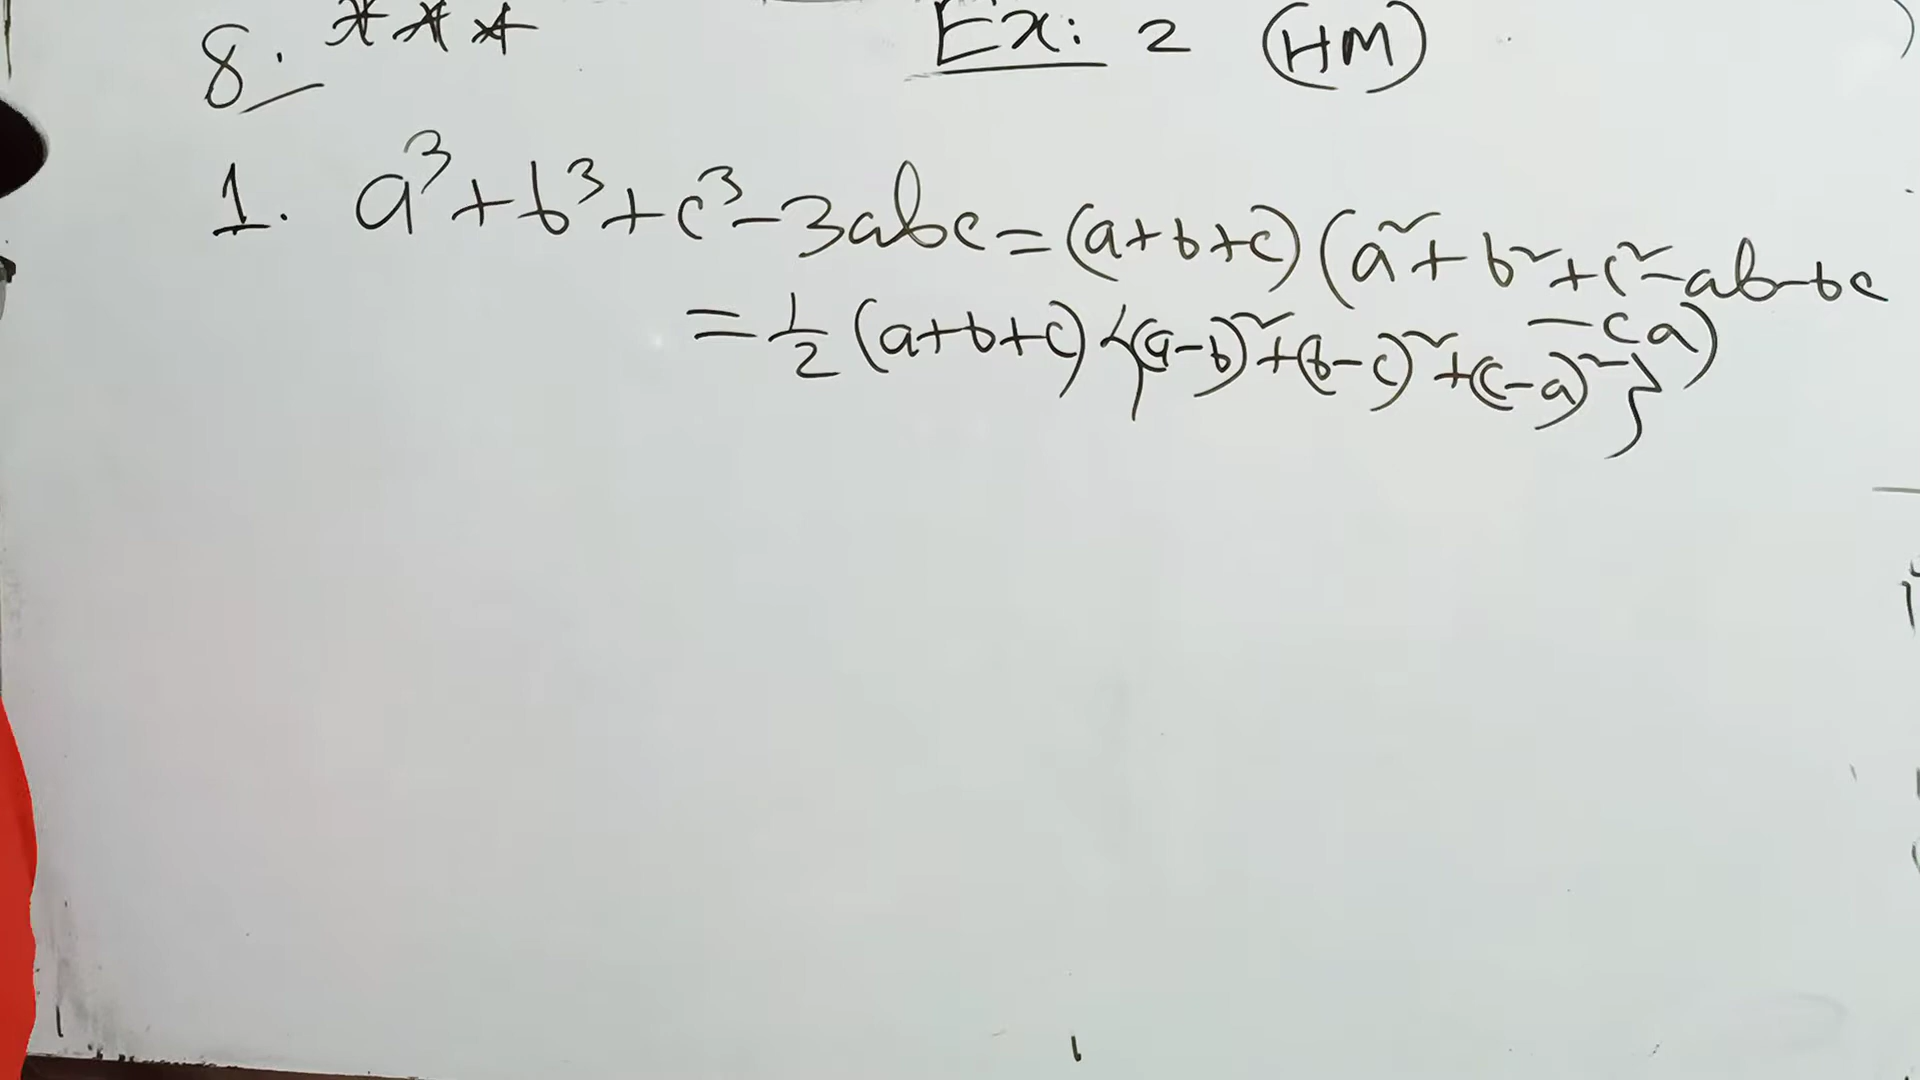 8. *** Ex: 2 (HM)
1. a³+b³+c³-3abc=(a+b+c)(a²+b²+c²-ab-bc
-ca)
=1/2(a+b+c){(a-b)²+(b-c)²+(c-a)²}